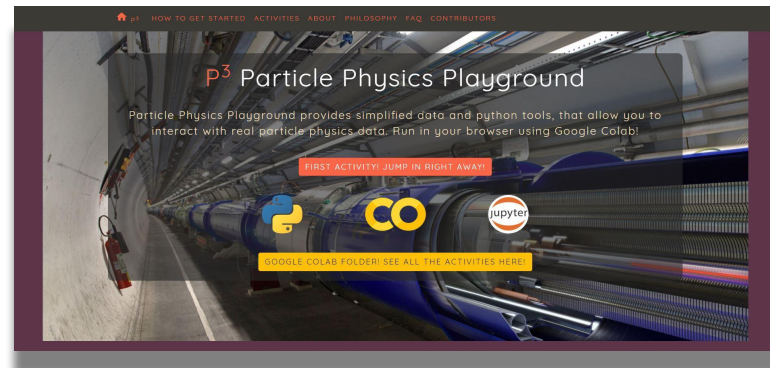 p³ HOW TO GET STARTED ACTIVITIES ABOUT PHILOSOPHY FAQ CONTRIBUTORS
P³ Particle Physics Playground
Particle Physics Playground provides simplified data and python tools, that allow you to
interact with real particle physics data. Run in your browser using Google Colab!
FIRST ACTIVITY! JUMP IN RIGHT AWAY!
CO
jupyter
GOOGLE COLAB FOLDER! SEE ALL THE ACTIVITIES HERE!